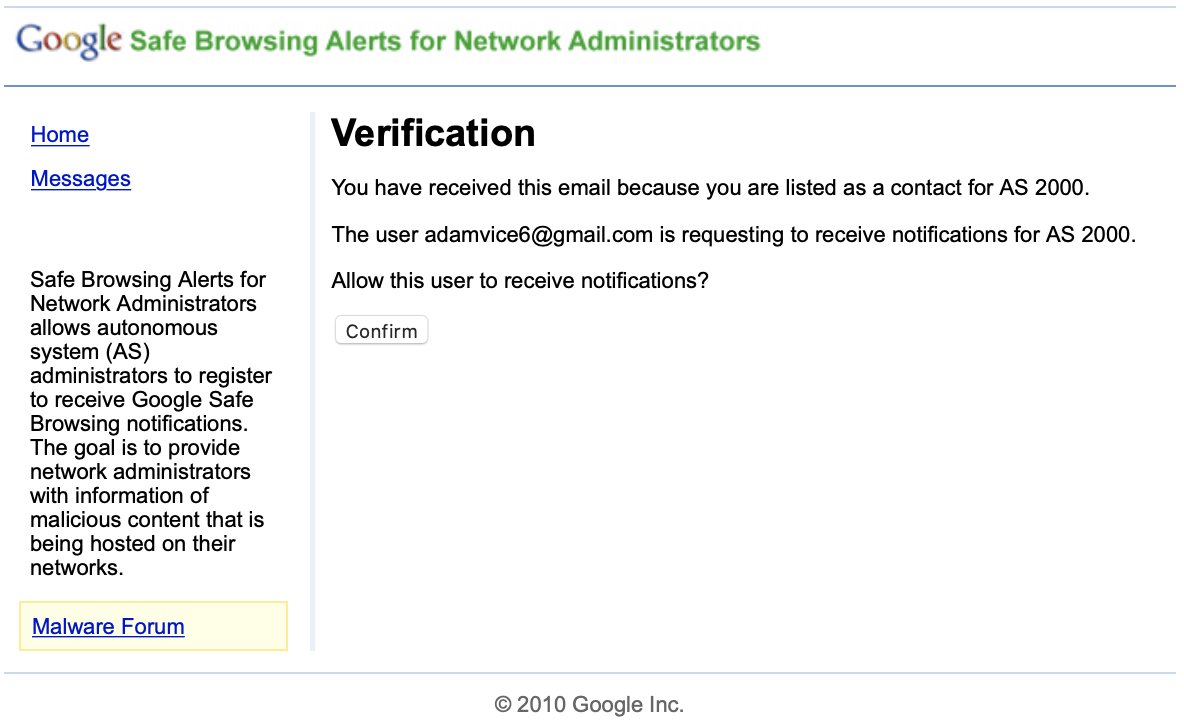 Google Safe Browsing Alerts for Network Administrators
Home
Messages
Safe Browsing Alerts for
Network Administrators
allows autonomous
system (AS)
administrators to register
to receive Google Safe
Browsing notifications.
The goal is to provide
network administrators
with information of
malicious content that is
being hosted on their
networks.
Malware Forum
Verification
You have received this email because you are listed as a contact for AS 2000.
The user adamvice6@gmail.com is requesting to receive notifications for AS 2000.
Allow this user to receive notifications?
Confirm
© 2010 Google Inc.